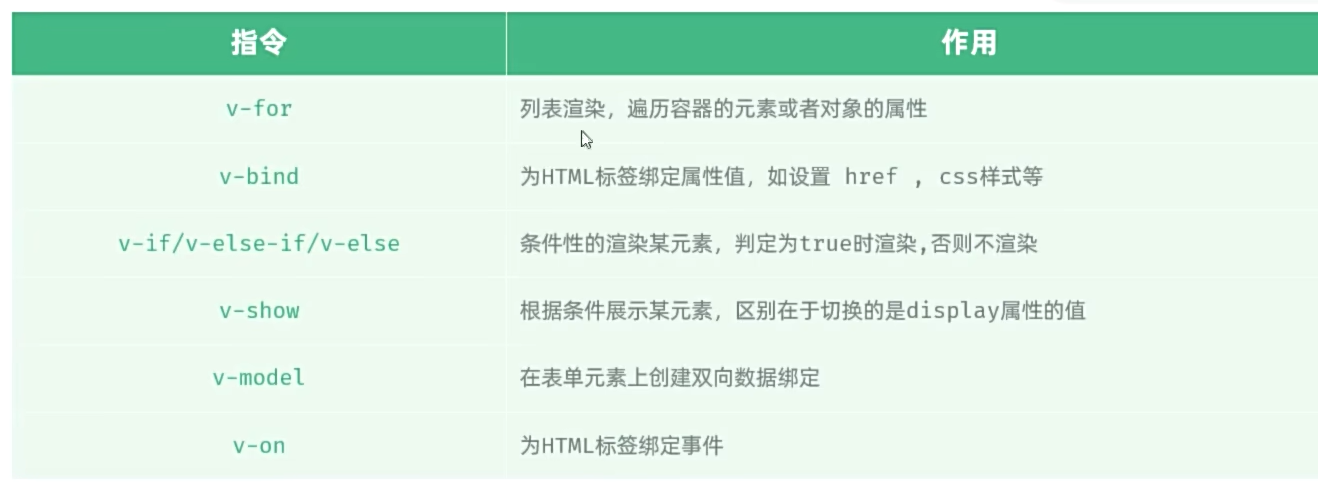 指令 作用
v-for 列表渲染，遍历容器的元素或者对象的属性
v-bind 为HTML标签绑定属性值，如设置 href , css样式等
v-if/v-else-if/v-else 条件性的渲染某元素，判定为true时渲染,否则不渲染
v-show 根据条件展示某元素，区别在于切换的是display属性的值
v-model 在表单元素上创建双向数据绑定
v-on 为HTML标签绑定事件